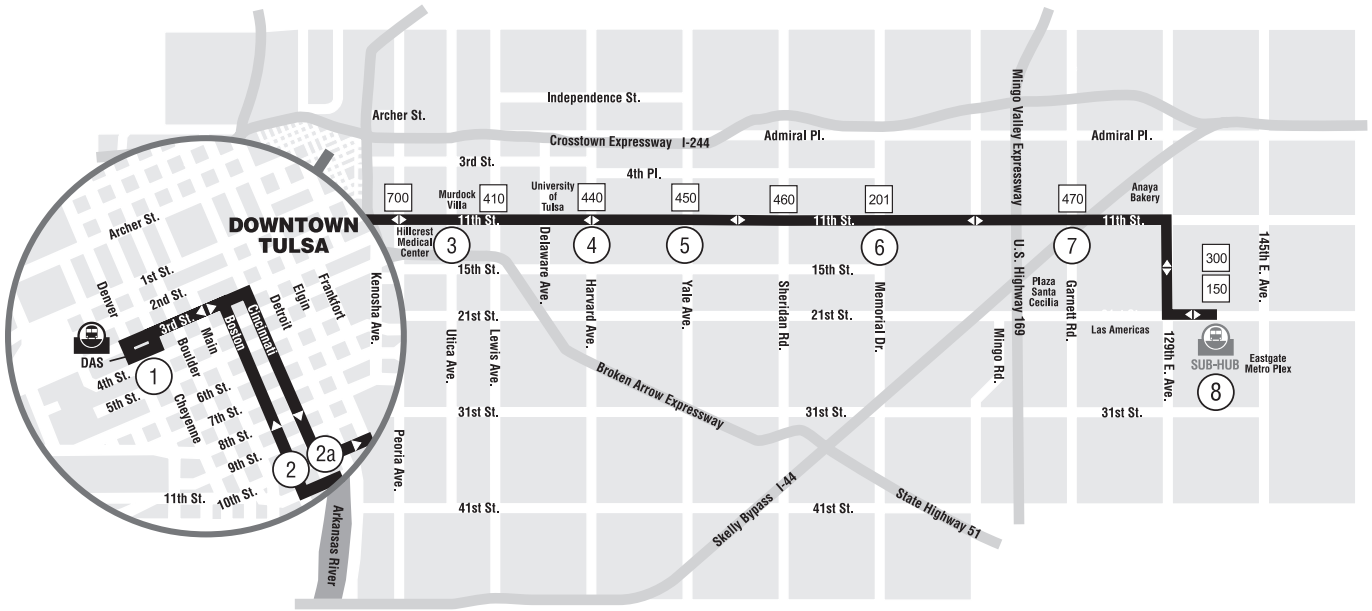 Independence St.
Archer St.
Crosstown Expressway I-244
Admiral Pl.
Admiral Pl.
Mingo Valley Expressway
3rd St.
4th Pl.
700
Murdock
Villa
410
University
of
Tulsa
440
450
460
201
470
Anaya
Bakery
11th St.
11th St.
11th St.
Hillcrest
Medical
Center
3
4
5
6
7
Delaware Ave.
15th St.
15th St.
U.S. Highway 169
Plaza
Santa
Cecilia
Garnett Rd.
300
150
145th E. Ave.
Harvard Ave.
Yale Ave.
Sheridan Rd.
Memorial Dr.
21st St.
21st St.
Las Americas
Utica Ave.
Lewis Ave.
Mingo Rd.
129th E. Ave.
SUB-HUB
Eastgate
Metro Plex
8
Broken Arrow Expressway
31st St.
31st St.
31st St.
Peoria Ave.
41st St.
41st St.
Skelly Bypass I-44
State Highway 51
Arkansas River
DOWNTOWN
TULSA
Archer St.
1st St.
2nd St.
3rd St.
Denver
Frankfort
Elgin
Detroit
Cincinnati
Boston
Main
Boulder
Cheyenne
Kenosha Ave.
DAS
1
4th St.
5th St.
6th St.
7th St.
8th St.
9th St.
10th St.
11th St.
2
2a